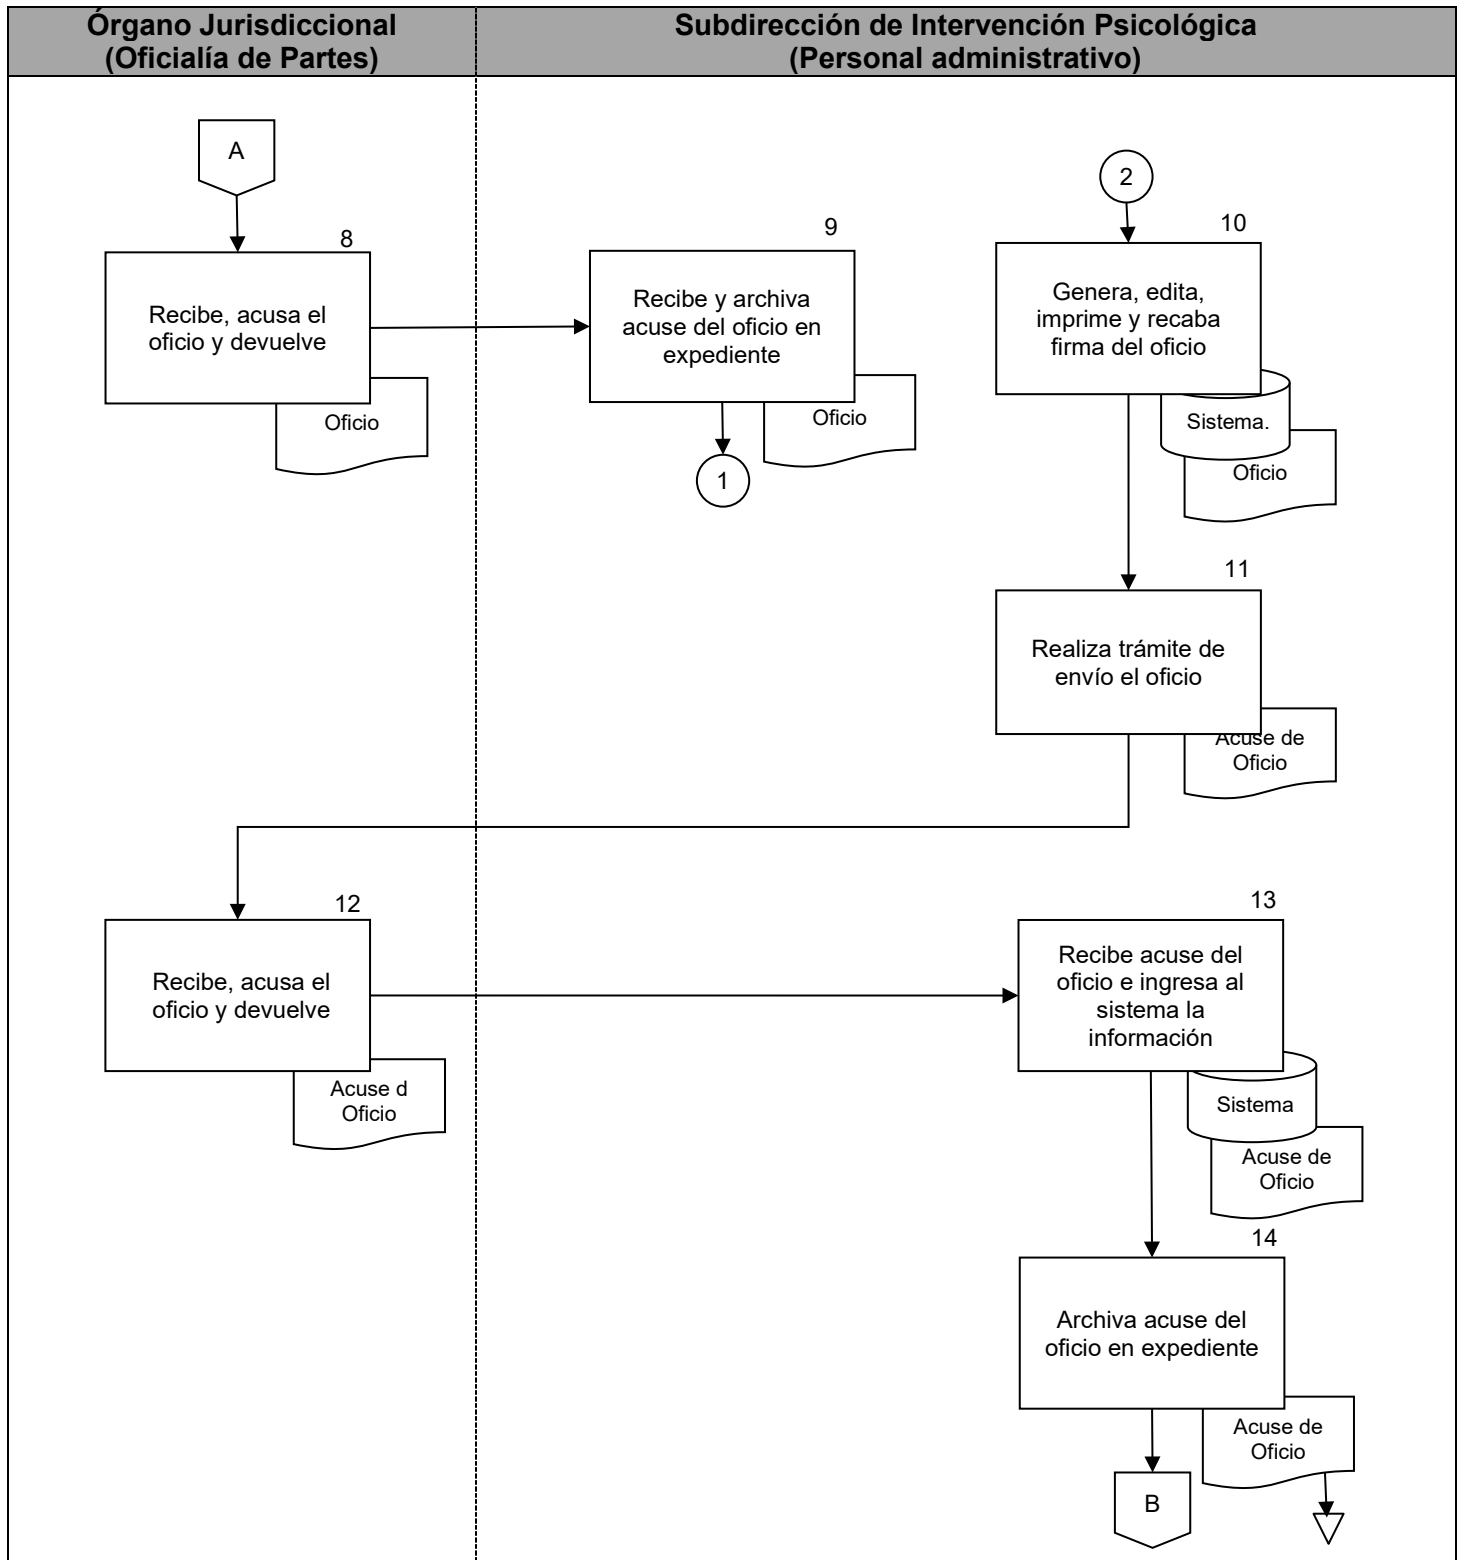 Órgano Jurisdiccional
(Oficialía de Partes)
Subdirección de Intervención Psicológica
(Personal administrativo)
A
8
Recibe, acusa el
oficio y devuelve
Oficio
9
Recibe y archiva
acuse del oficio en
expediente
Oficio
1
2
10
Genera, edita,
imprime y recaba
firma del oficio
Sistema.
Oficio
11
Realiza trámite de
envío el oficio
Acuse de
Oficio
12
Recibe, acusa el
oficio y devuelve
Acuse d
Oficio
13
Recibe acuse del
oficio e ingresa al
sistema la
información
Sistema
Acuse de
Oficio
14
Archiva acuse del
oficio en expediente
Acuse de
Oficio
B